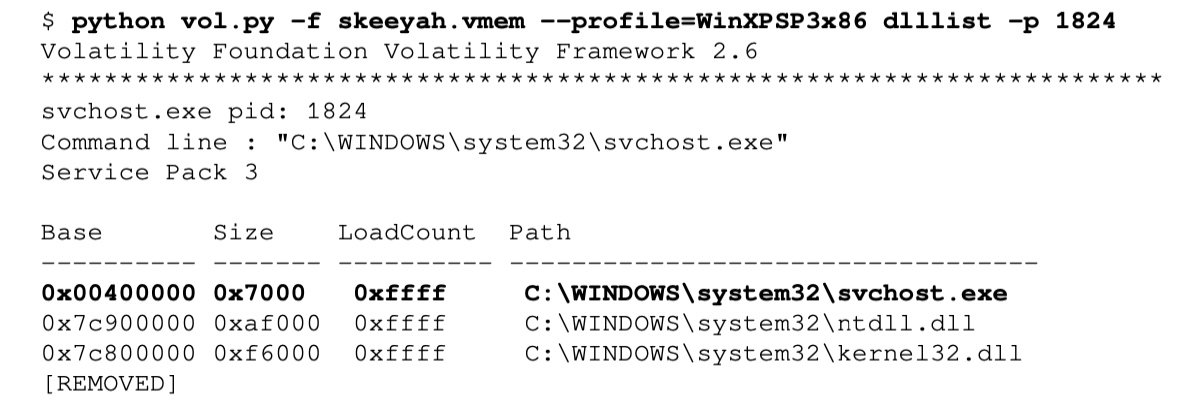 $ python vol.py -f skeeyah.vmem --profile=WinXPSP3x86 dlllist -p 1824
Volatility Foundation Volatility Framework 2.6
************************************************************************
svchost.exe pid: 1824
Command line : "C:\WINDOWS\system32\svchost.exe"
Service Pack 3
Base Size LoadCount Path
---------- ------- ---------- ----------------------------------
0x00400000 0x7000 0xffff C:\WINDOWS\system32\svchost.exe
0x7c900000 0xaf000 0xffff C:\WINDOWS\system32\ntdll.dll
0x7c800000 0xf6000 0xffff C:\WINDOWS\system32\kernel32.dll
[REMOVED]